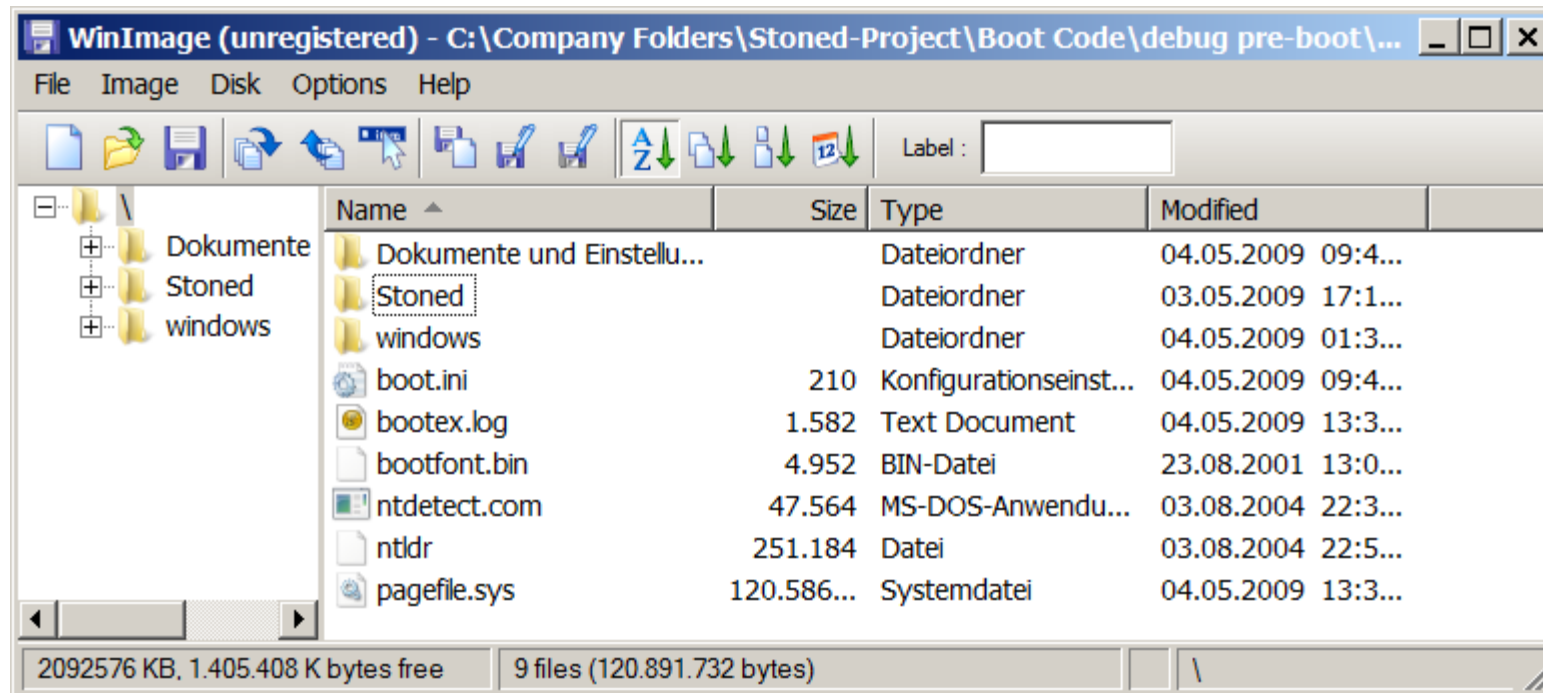 WinImage (unregistered) - C:\Company Folders\Stoned-Project\Boot Code\debug pre-boot\...
File Image Disk Options Help
Label :
\
Dokumente
Stoned
windows
Name Size Type Modified
Dokumente und Einstellu... Dateiordner 04.05.2009 09:4...
Stoned Dateiordner 03.05.2009 17:1...
windows Dateiordner 04.05.2009 01:3...
boot.ini 210 Konfigurationseinst... 04.05.2009 09:4...
bootex.log 1.582 Text Document 04.05.2009 13:3...
bootfont.bin 4.952 BIN-Datei 23.08.2001 13:0...
ntdetect.com 47.564 MS-DOS-Anwendu... 03.08.2004 22:3...
ntldr 251.184 Datei 03.08.2004 22:5...
pagefile.sys 120.586... Systemdatei 04.05.2009 13:3...
2092576 KB, 1.405.408 K bytes free 9 files (120.891.732 bytes) \